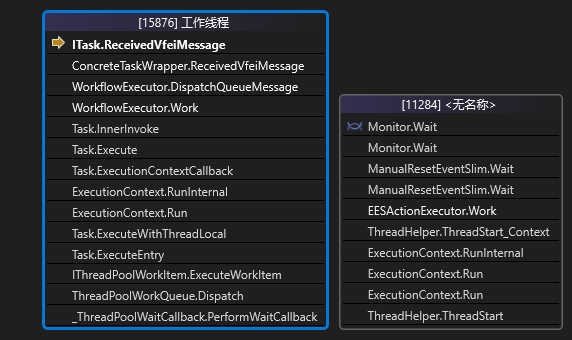 [15876] 工作线程
ITask.ReceivedVfeiMessage
ConcreteTaskWrapper.ReceivedVfeiMessage
WorkflowExecutor.DispatchQueueMessage
WorkflowExecutor.Work
Task.InnerInvoke
Task.Execute
Task.ExecutionContextCallback
ExecutionContext.RunInternal
ExecutionContext.Run
Task.ExecuteWithThreadLocal
Task.ExecuteEntry
IThreadPoolWorkItem.ExecuteWorkItem
ThreadPoolWorkQueue.Dispatch
_ThreadPoolWaitCallback.PerformWaitCallback
[11284] <无名称>
Monitor.Wait
Monitor.Wait
ManualResetEventSlim.Wait
ManualResetEventSlim.Wait
EESActionExecutor.Work
ThreadHelper.ThreadStart_Context
ExecutionContext.RunInternal
ExecutionContext.Run
ExecutionContext.Run
ThreadHelper.ThreadStart